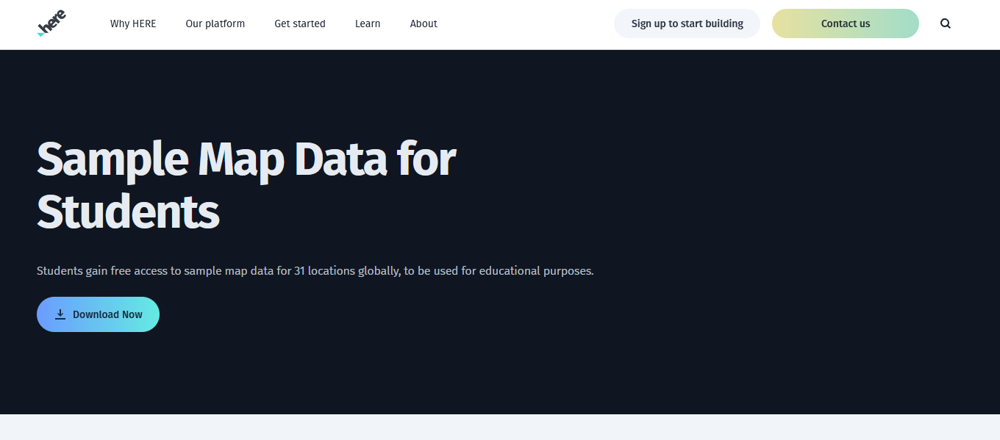 here
Why HERE
Our platform
Get started
Learn
About
Sign up to start building
Contact us
Sample Map Data for
Students
Students gain free access to sample map data for 31 locations globally, to be used for educational purposes.
Download Now